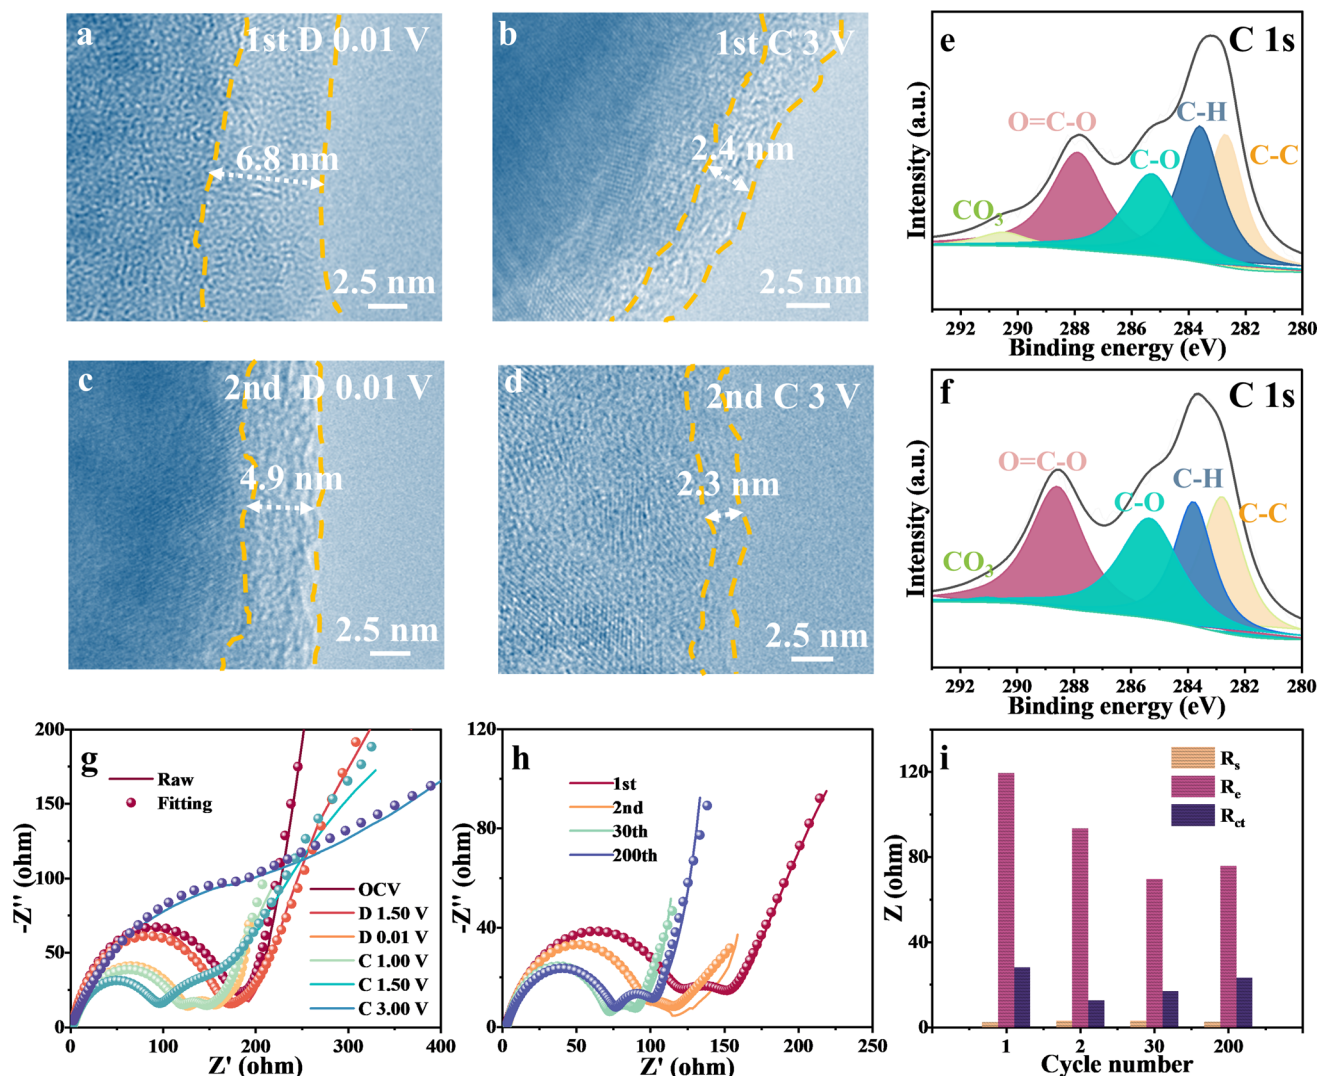 a
1st D 0.01 V
6.8 nm
2.5 nm
b
1st C 3 V
2.4 nm
2.5 nm
e
C 1s
Intensity (a.u.)
O=C-O
C-H
C-O
C-C
CO₃
292 290 288 286 284 282 280
Binding energy (eV)
c
2nd D 0.01 V
4.9 nm
2.5 nm
d
2nd C 3 V
2.3 nm
2.5 nm
f
C 1s
Intensity (a.u.)
O=C-O
C-H
C-O
C-C
CO₃
292 290 288 286 284 282 280
Binding energy (eV)
g
-Z'' (ohm)
200
150
100
50
0
Raw
Fitting
OCV
D 1.50 V
D 0.01 V
C 1.00 V
C 1.50 V
C 3.00 V
0 100 200 300 400
Z' (ohm)
h
-Z'' (ohm)
120
80
40
0
1st
2nd
30th
200th
0 50 100 150 200 250
Z' (ohm)
i
Z (ohm)
120
80
40
0
Rₛ
Rₑ
R_ct
1 2 30 200
Cycle number